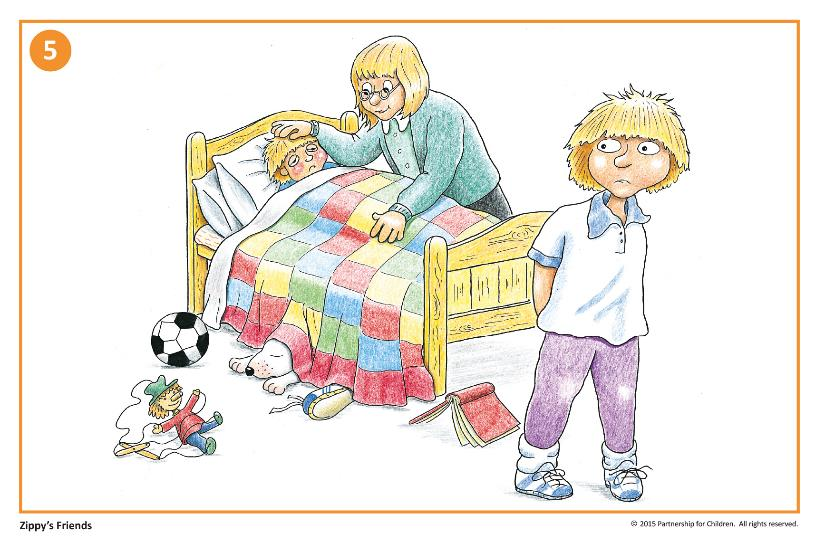 5
Zippy's Friends
© 2015 Partnership for Children. All rights reserved.